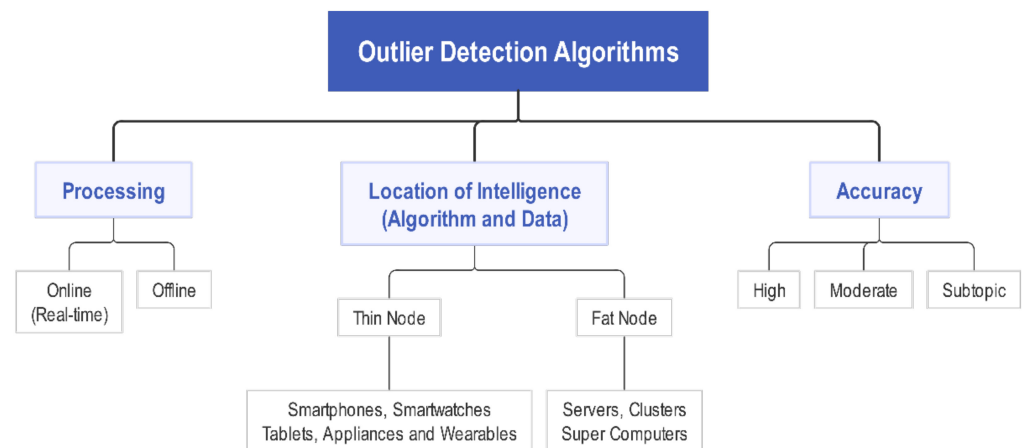 Outlier Detection Algorithms
Processing
Location of Intelligence
(Algorithm and Data)
Accuracy
Online
(Real-time)
Offline
Thin Node
Fat Node
High
Moderate
Subtopic
Smartphones, Smartwatches
Tablets, Appliances and Wearables
Servers, Clusters
Super Computers